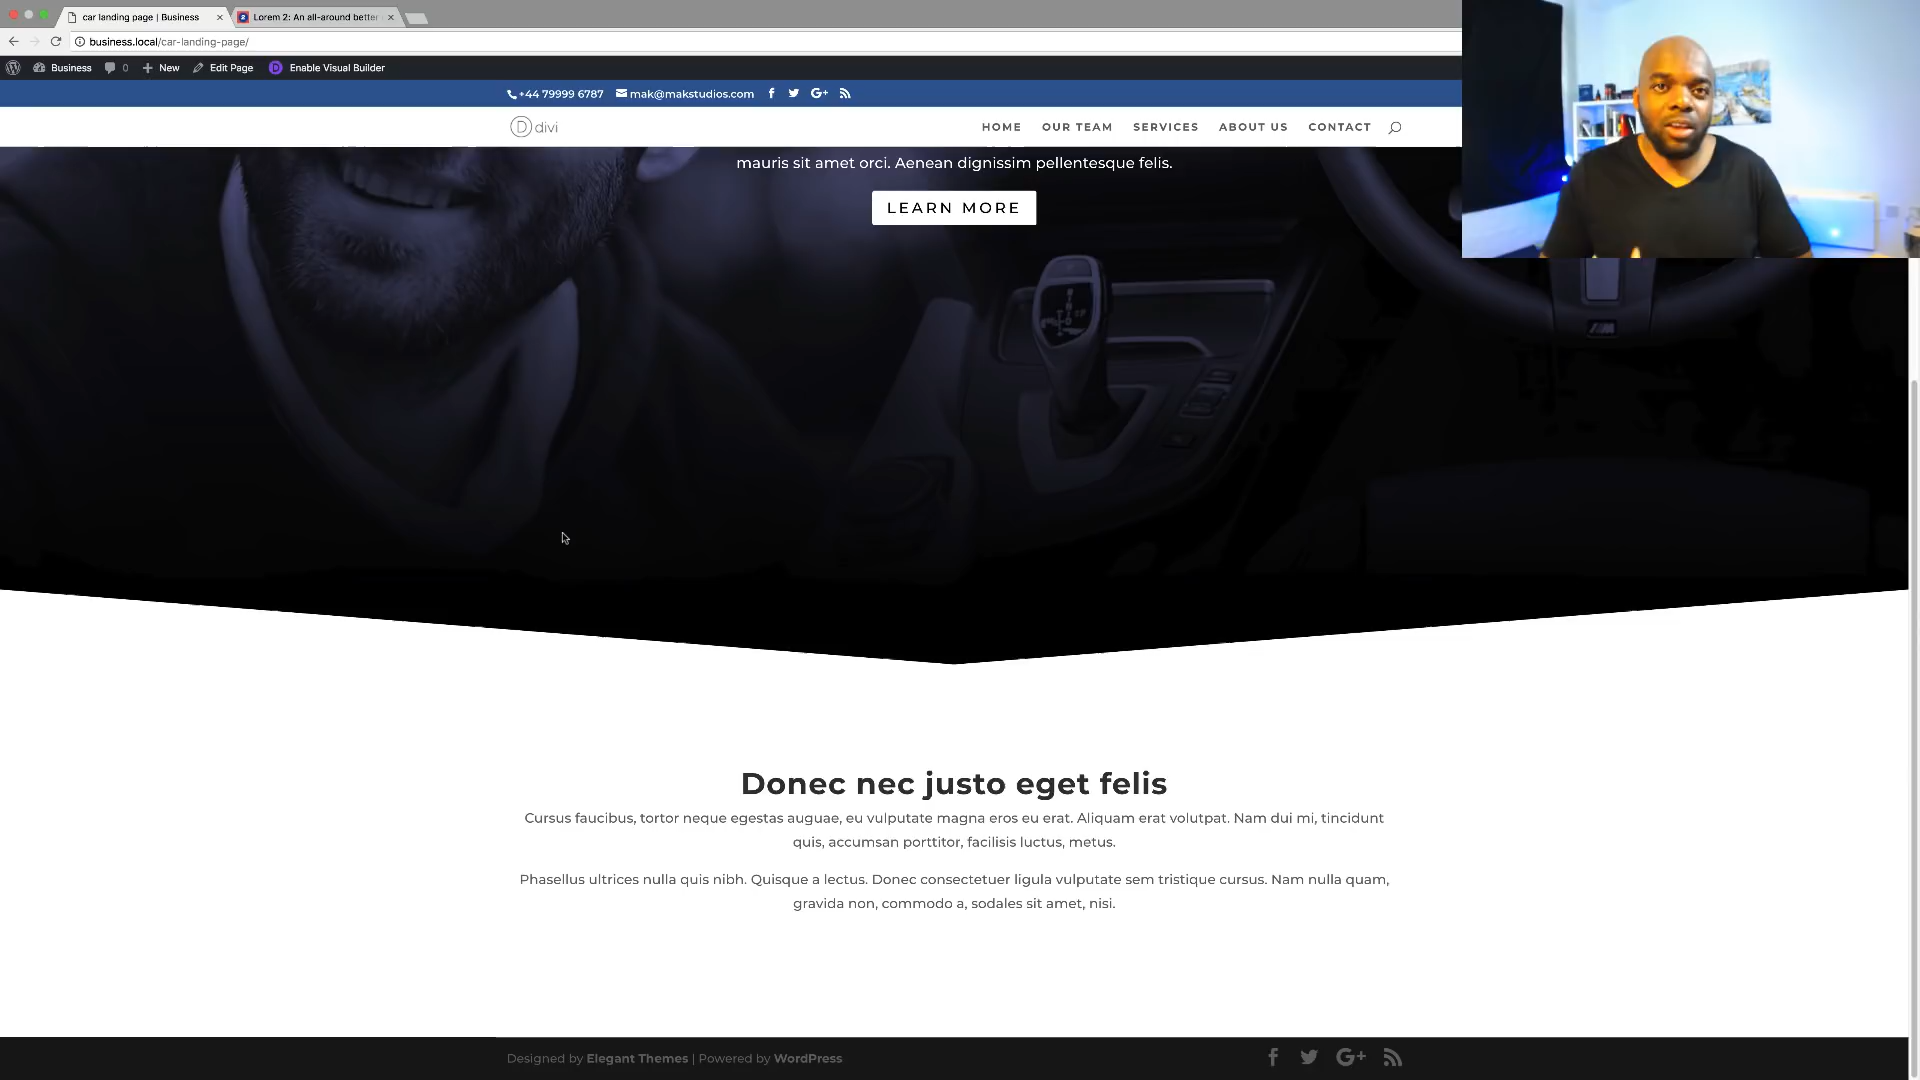 car landing page | Business
Lorem 2: An all-around better
business.local/car-landing-page/
Business 0 New Edit Page Enable Visual Builder
+44 79999 6787 mak@makstudios.com
divi HOME OUR TEAM SERVICES ABOUT US CONTACT
mauris sit amet orci. Aenean dignissim pellentesque felis.
LEARN MORE
Donec nec justo eget felis
Cursus faucibus, tortor neque egestas auguae, eu vulputate magna eros eu erat. Aliquam erat volutpat. Nam dui mi, tincidunt
quis, accumsan porttitor, facilisis luctus, metus.
Phasellus ultrices nulla quis nibh. Quisque a lectus. Donec consectetuer ligula vulputate sem tristique cursus. Nam nulla quam,
gravida non, commodo a, sodales sit amet, nisi.
Designed by Elegant Themes | Powered by WordPress